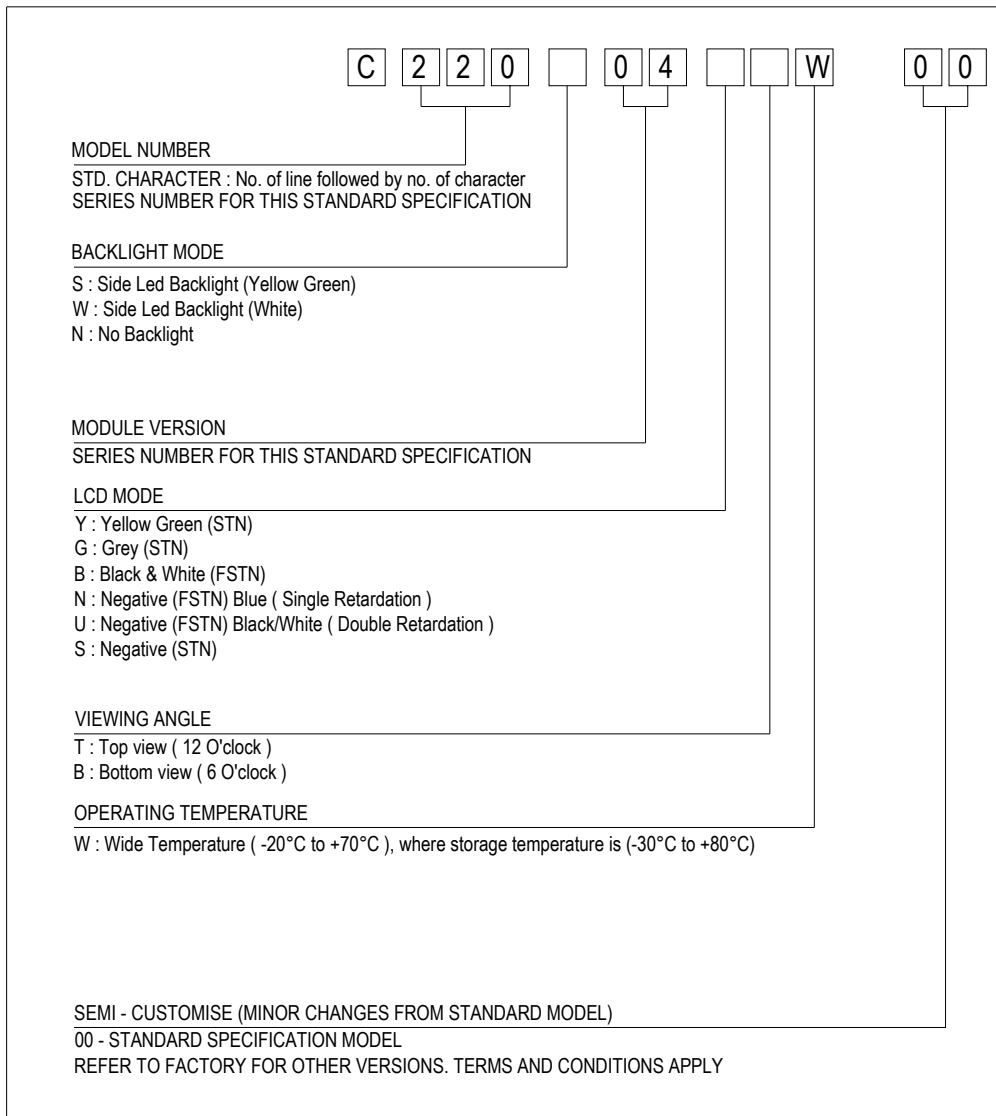 C 2 2 0 0 4 W 0 0
MODEL NUMBER
STD. CHARACTER : No. of line followed by no. of character
SERIES NUMBER FOR THIS STANDARD SPECIFICATION
BACKLIGHT MODE
S : Side Led Backlight (Yellow Green)
W : Side Led Backlight (White)
N : No Backlight
MODULE VERSION
SERIES NUMBER FOR THIS STANDARD SPECIFICATION
LCD MODE
Y : Yellow Green (STN)
G : Grey (STN)
B : Black & White (FSTN)
N : Negative (FSTN) Blue ( Single Retardation )
U : Negative (FSTN) Black/White ( Double Retardation )
S : Negative (STN)
VIEWING ANGLE
T : Top view ( 12 O'clock )
B : Bottom view ( 6 O'clock )
OPERATING TEMPERATURE
W : Wide Temperature ( -20°C to +70°C ), where storage temperature is (-30°C to +80°C)
SEMI - CUSTOMISE (MINOR CHANGES FROM STANDARD MODEL)
00 - STANDARD SPECIFICATION MODEL
REFER TO FACTORY FOR OTHER VERSIONS. TERMS AND CONDITIONS APPLY